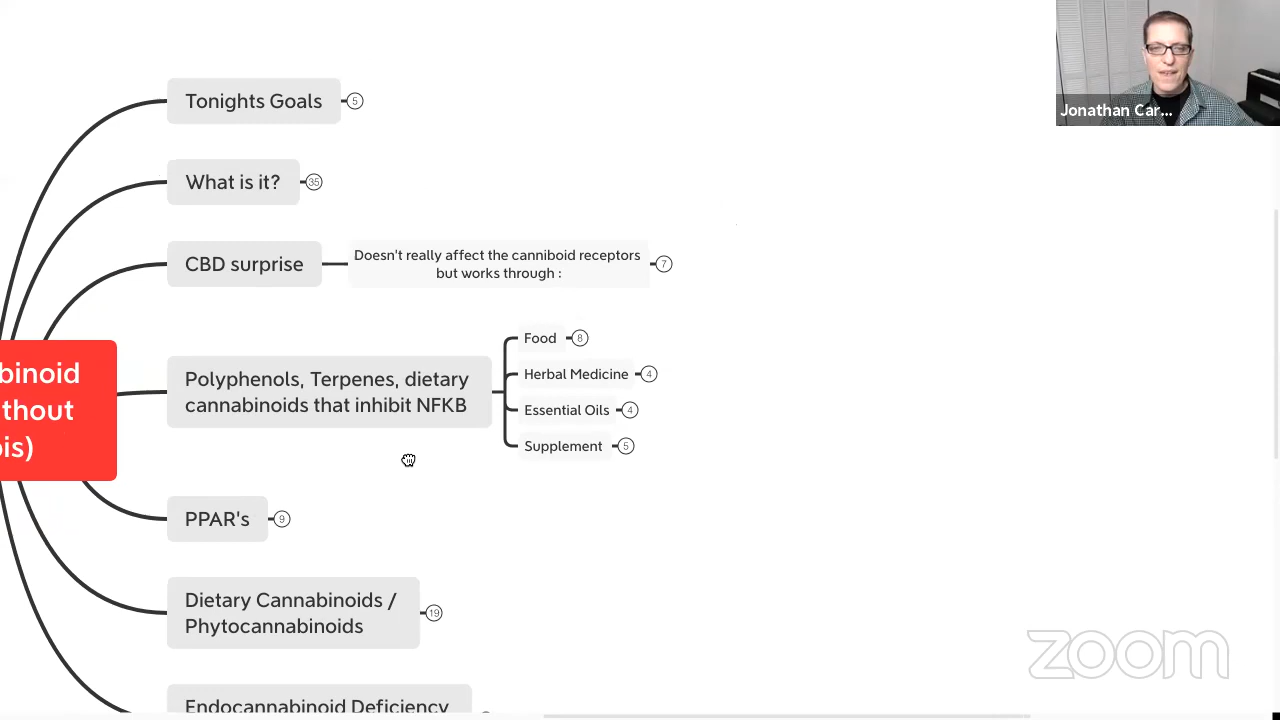 Jonathan Car...
Tonights Goals
5
What is it?
35
CBD surprise
Doesn't really affect the canniboid receptors
but works through :
7
binoid
thout
is)
Polyphenols, Terpenes, dietary
cannabinoids that inhibit NFKB
Food
8
Herbal Medicine
4
Essential Oils
4
Supplement
5
PPAR's
9
Dietary Cannabinoids /
Phytocannabinoids
19
Endocannabinoid Deficiency
zoom